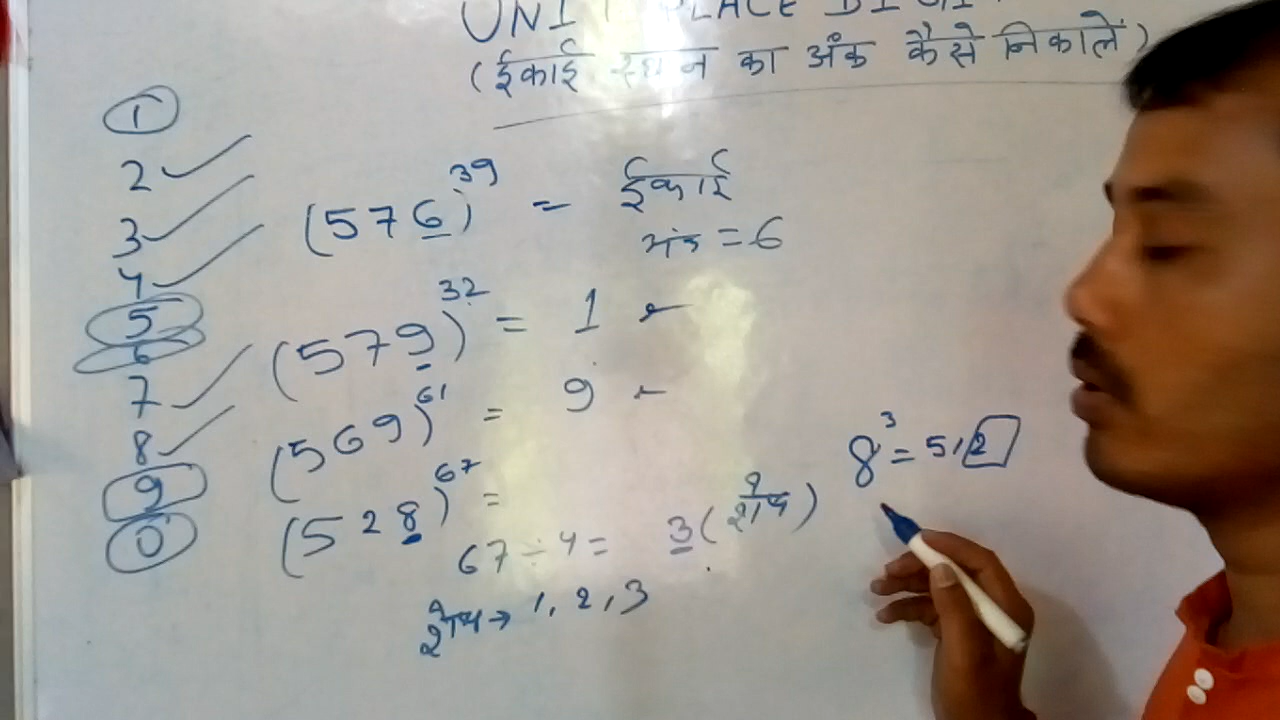 UNIT PLACE DIGI
(ईकाई स्थान का अंक कैसे निकालें)
1
2
3
4
5
6
7
8
9
0
(576)³⁹ = ईकाई
अंक = 6
(579)³² = 1
(569)⁶¹ = 9
(528)⁶⁷ =
67 ÷ 4 = 3 (शेष)
शेष → 1, 2, 3
8³ = 512